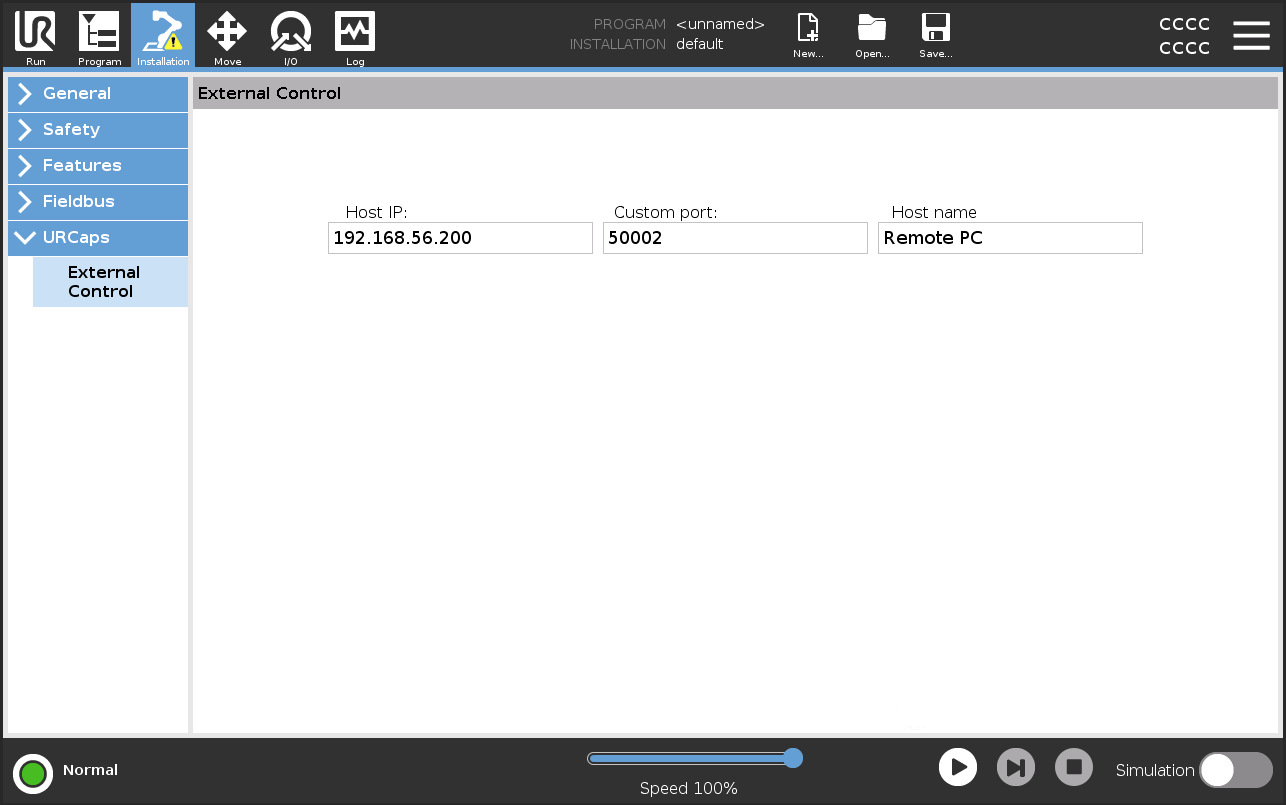 UR
Run
Program
Installation
Move
I/O
Log
PROGRAM <unnamed>
INSTALLATION default
New...
Open...
Save...
CCCC
CCCC
General
Safety
Features
Fieldbus
URCaps
External
Control
External Control
Host IP:
Custom port:
Host name
192.168.56.200
50002
Remote PC
Normal
Speed 100%
Simulation